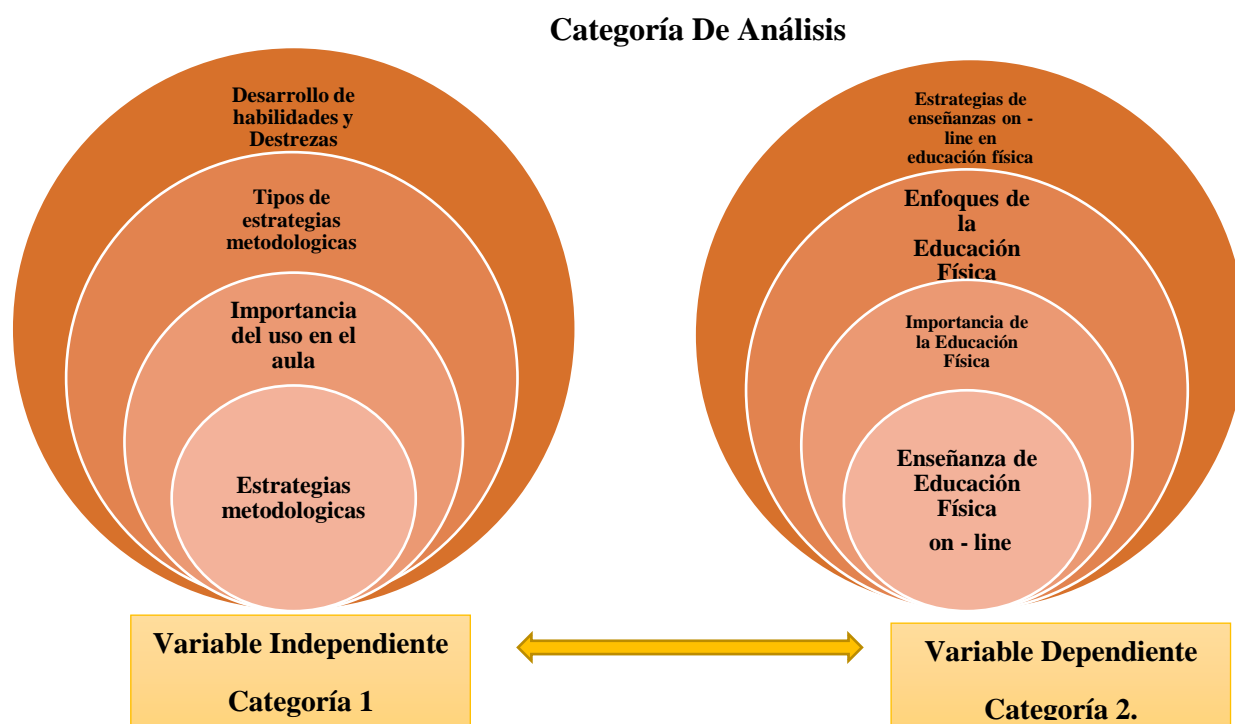 Categoría De Análisis
Desarrollo de
habilidades y
Destrezas
Tipos de
estrategias
metodologicas
Importancia
del uso en el
aula
Estrategias
metodologicas
Variable Independiente
Categoría 1
Estrategias de
enseñanzas on -
line en
educación física
Enfoques de
la
Educación
Física
Importancia de
la Educación
Física
Enseñanza de
Educación
Física
on - line
Variable Dependiente
Categoría 2.